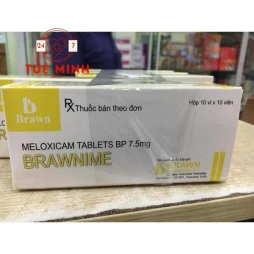 24 7
TUE MINH
b
Brawn
Rx Thuốc bán theo đơn
Hộp 10 vỉ x 10 viên
MELOXICAM TABLETS BP 7.5mg
BRAWNIME
BRAWN